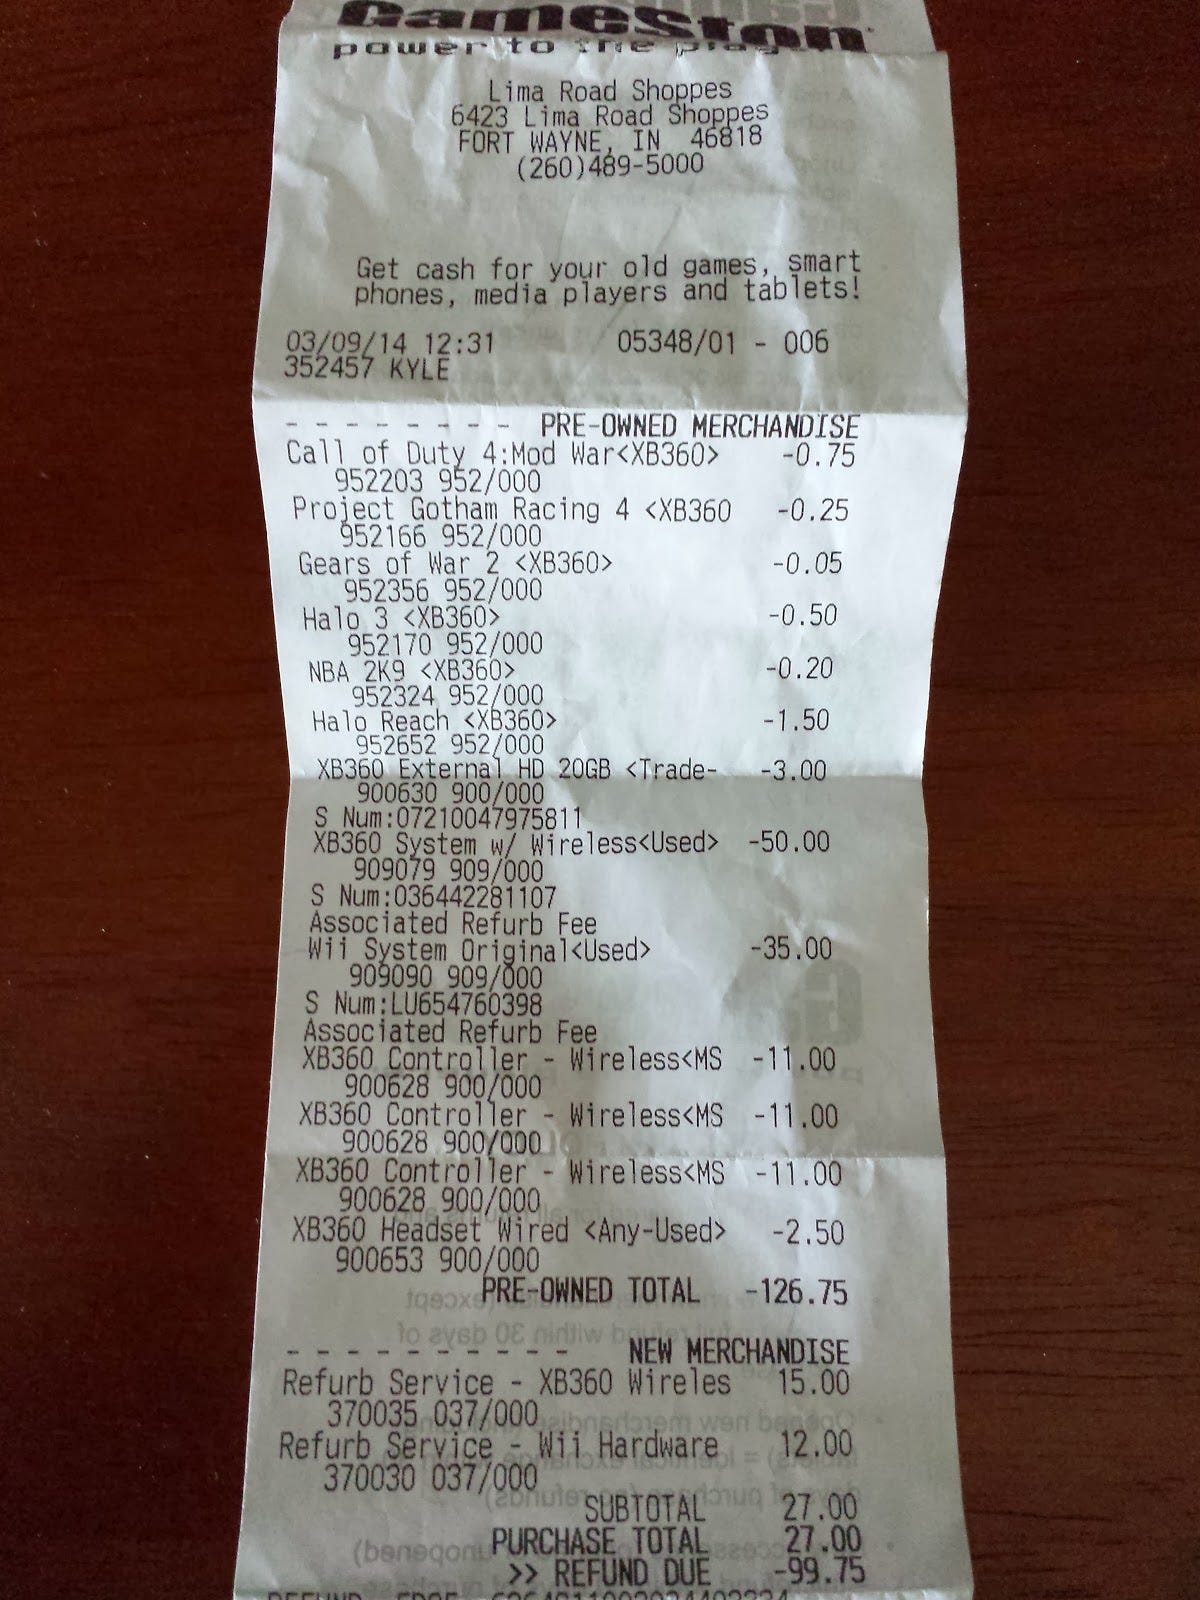 GameStop
power to the players
Lima Road Shoppes
6423 Lima Road Shoppes
FORT WAYNE, IN 46818
(260)489-5000
Get cash for your old games, smart
phones, media players and tablets!
03/09/14 12:31 05348/01 - 006
352457 KYLE
- - - - - - - - PRE-OWNED MERCHANDISE
Call of Duty 4:Mod War<XB360> -0.75
952203 952/000
Project Gotham Racing 4 <XB360 -0.25
952166 952/000
Gears of War 2 <XB360> -0.05
952356 952/000
Halo 3 <XB360> -0.50
952170 952/000
NBA 2K9 <XB360> -0.20
952324 952/000
Halo Reach <XB360> -1.50
952652 952/000
XB360 External HD 20GB <Trade- -3.00
900630 900/000
S Num:07210047975811
XB360 System w/ Wireless<Used> -50.00
909079 909/000
S Num:036442281107
Associated Refurb Fee
Wii System Original<Used> -35.00
909090 909/000
S Num:LU654760398
Associated Refurb Fee
XB360 Controller - Wireless<MS -11.00
900628 900/000
XB360 Controller - Wireless<MS -11.00
900628 900/000
XB360 Controller - Wireless<MS -11.00
900628 900/000
XB360 Headset Wired <Any-Used> -2.50
900653 900/000
PRE-OWNED TOTAL -126.75
- - - - - - - - - - NEW MERCHANDISE
Refurb Service - XB360 Wireles 15.00
370035 037/000
Refurb Service - Wii Hardware 12.00
370030 037/000
SUBTOTAL 27.00
PURCHASE TOTAL 27.00
>> REFUND DUE -99.75